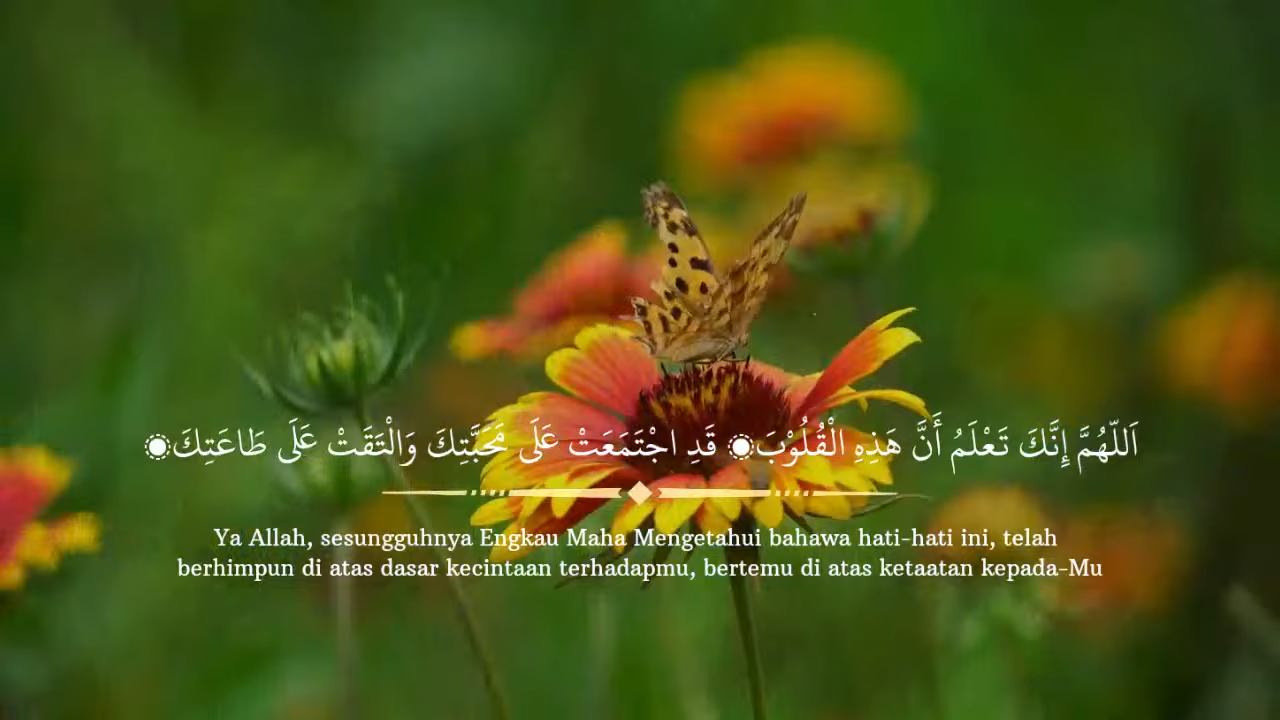 اَللّٰهُمَّ إِنَّكَ تَعْلَمُ أَنَّ هَذِهِ الْقُلُوْبَ۝ قَدِ اجْتَمَعَتْ عَلَى مَحَبَّتِكَ وَالْتَقَتْ عَلَى طَاعَتِكَ۝
Ya Allah, sesungguhnya Engkau Maha Mengetahui bahawa hati-hati ini, telah
berhimpun di atas dasar kecintaan terhadapmu, bertemu di atas ketaatan kepada-Mu